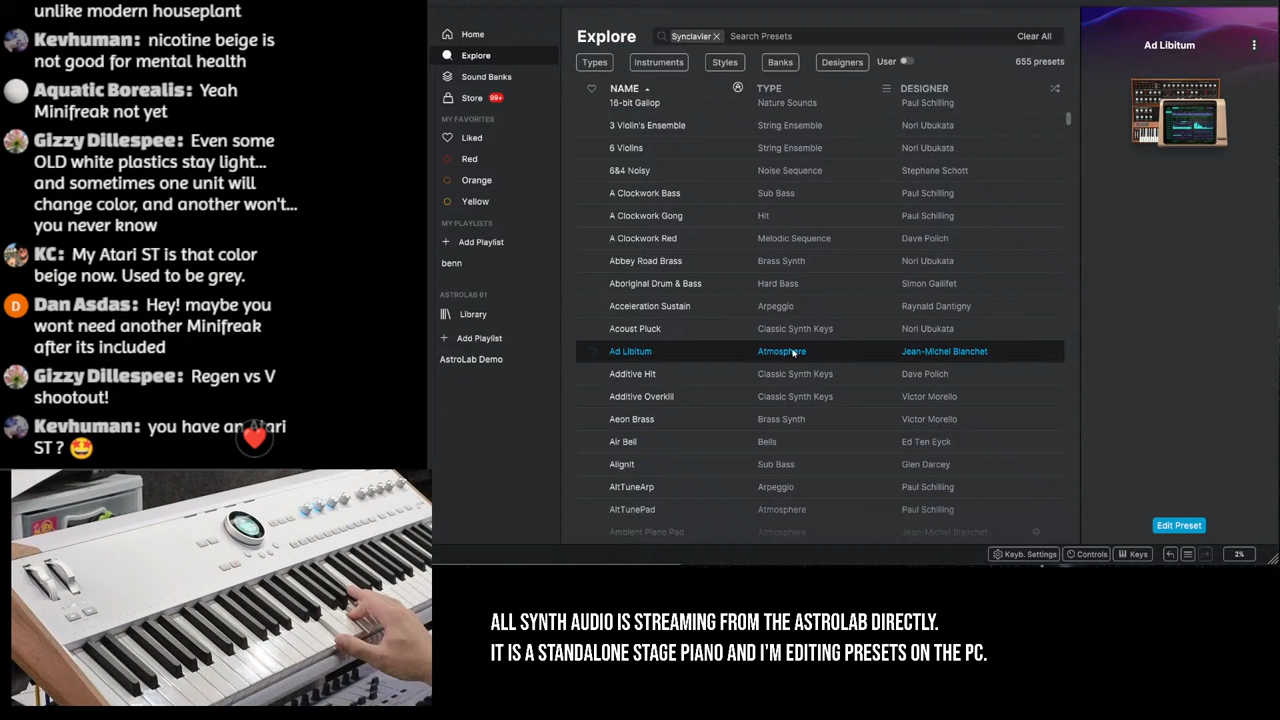 unlike modern houseplant
Kevhuman: nicotine beige is
not good for mental health
Aquatic Borealis: Yeah
Minifreak not yet
Gizzy Dillespee: Even some
OLD white plastics stay light...
and sometimes one unit will
change color, and another won't...
you never know
KC: My Atari ST is that color
beige now. Used to be grey.
D
Dan Asdas: Hey! maybe you
wont need another Minifreak
after its included
Gizzy Dillespee: Regen vs V
shootout!
Kevhuman: you have an Atari
ST ?
Home
Explore
Sound Banks
Store 99+
MY FAVORITES
Liked
Red
Orange
Yellow
MY PLAYLISTS
Add Playlist
benn
ASTROLAB 61
Library
Add Playlist
AstroLab Demo
Explore Synclavier Search Presets Clear All
Types Instruments Styles Banks Designers User 655 presets
NAME TYPE DESIGNER
16-bit Gallop Nature Sounds Paul Schilling
3 Violin's Ensemble String Ensemble Nori Ubukata
6 Violins String Ensemble Nori Ubukata
6&4 Noisy Noise Sequence Stephane Schott
A Clockwork Bass Sub Bass Paul Schilling
A Clockwork Gong Hit Paul Schilling
A Clockwork Red Melodic Sequence Dave Polich
Abbey Road Brass Brass Synth Nori Ubukata
Aboriginal Drum & Bass Hard Bass Simon Gallifet
Acceleration Sustain Arpeggio Raynald Dantigny
Acoust Pluck Classic Synth Keys Nori Ubukata
Ad Libitum Atmosphere Jean-Michel Blanchet
Additive Hit Classic Synth Keys Dave Polich
Additive Overkill Classic Synth Keys Victor Morello
Aeon Brass Brass Synth Victor Morello
Air Bell Bells Ed Ten Eyck
AlignIt Sub Bass Glen Darcey
AltTuneArp Arpeggio Paul Schilling
AltTunePad Atmosphere Paul Schilling
Ambient Piano Pad Atmosphere Jean-Michel Blanchet
Ad Libitum
Edit Preset
Keyb. Settings Controls Keys 2%
ALL SYNTH AUDIO IS STREAMING FROM THE ASTROLAB DIRECTLY.
IT IS A STANDALONE STAGE PIANO AND I'M EDITING PRESETS ON THE PC.